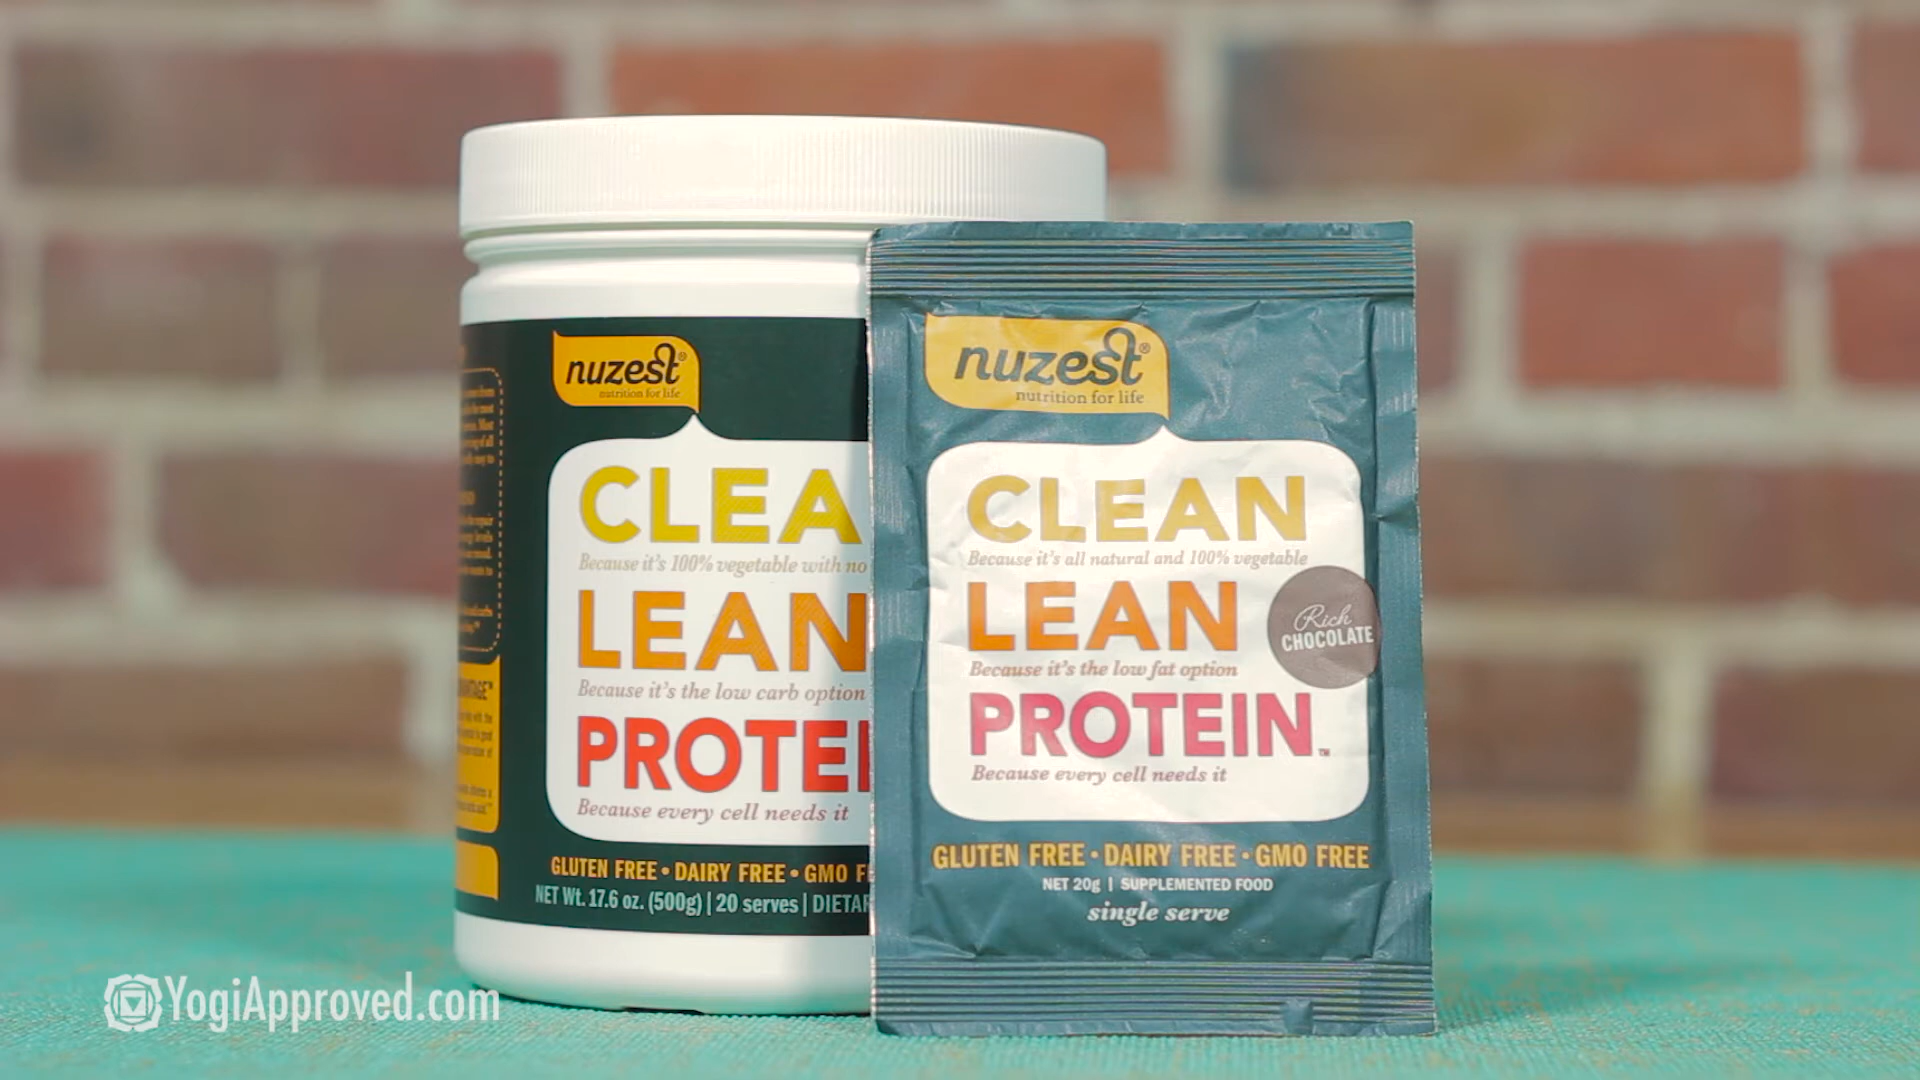 nuzest®
nutrition for life
CLEA
Because it's 100% vegetable with no
LEAN
Because it's the low carb option
PROTEI
Because every cell needs it
GLUTEN FREE • DAIRY FREE • GMO F
NET Wt. 17.6 oz. (500g) | 20 serves | DIETAR
nuzest®
nutrition for life
CLEAN
Because it's all natural and 100% vegetable
LEAN
Because it's the low fat option
Rich
CHOCOLATE
PROTEIN™
Because every cell needs it
GLUTEN FREE • DAIRY FREE • GMO FREE
NET 20g | SUPPLEMENTED FOOD
single serve
YogiApproved.com